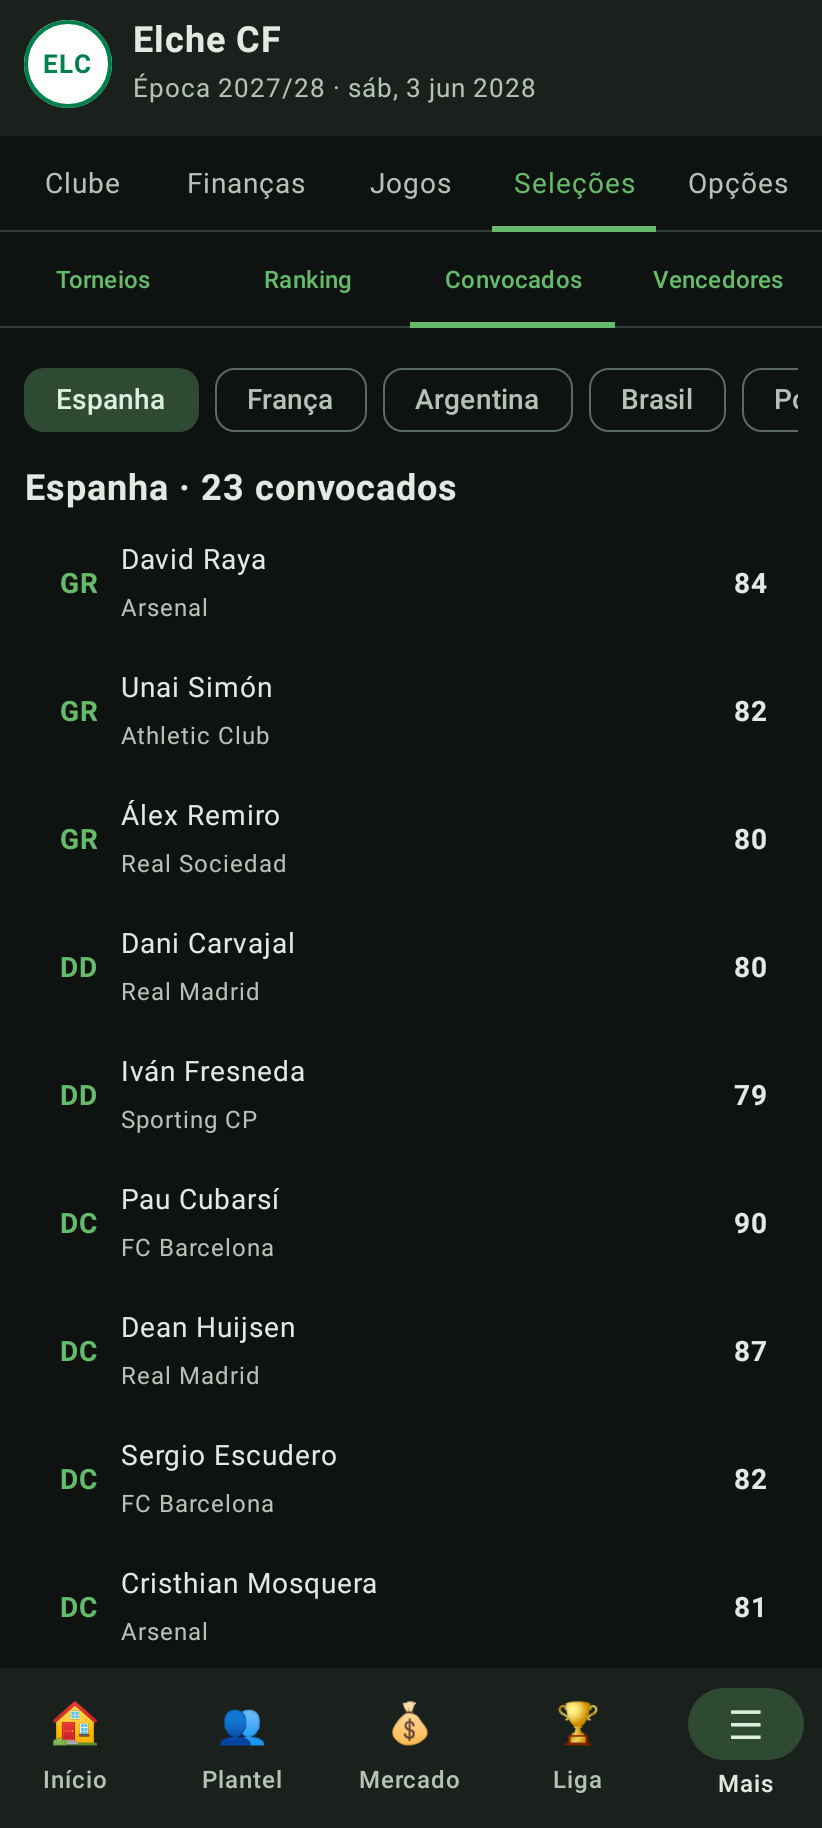 ELC
Elche CF
Época 2027/28 · sáb, 3 jun 2028
Clube Finanças Jogos Seleções Opções
Torneios Ranking Convocados Vencedores
Espanha França Argentina Brasil
Espanha · 23 convocados
GR David Raya 84
Arsenal
GR Unai Simón 82
Athletic Club
GR Álex Remiro 80
Real Sociedad
DD Dani Carvajal 80
Real Madrid
DD Iván Fresneda 79
Sporting CP
DC Pau Cubarsí 90
FC Barcelona
DC Dean Huijsen 87
Real Madrid
DC Sergio Escudero 82
FC Barcelona
DC Cristhian Mosquera 81
Arsenal
Início Plantel Mercado Liga Mais